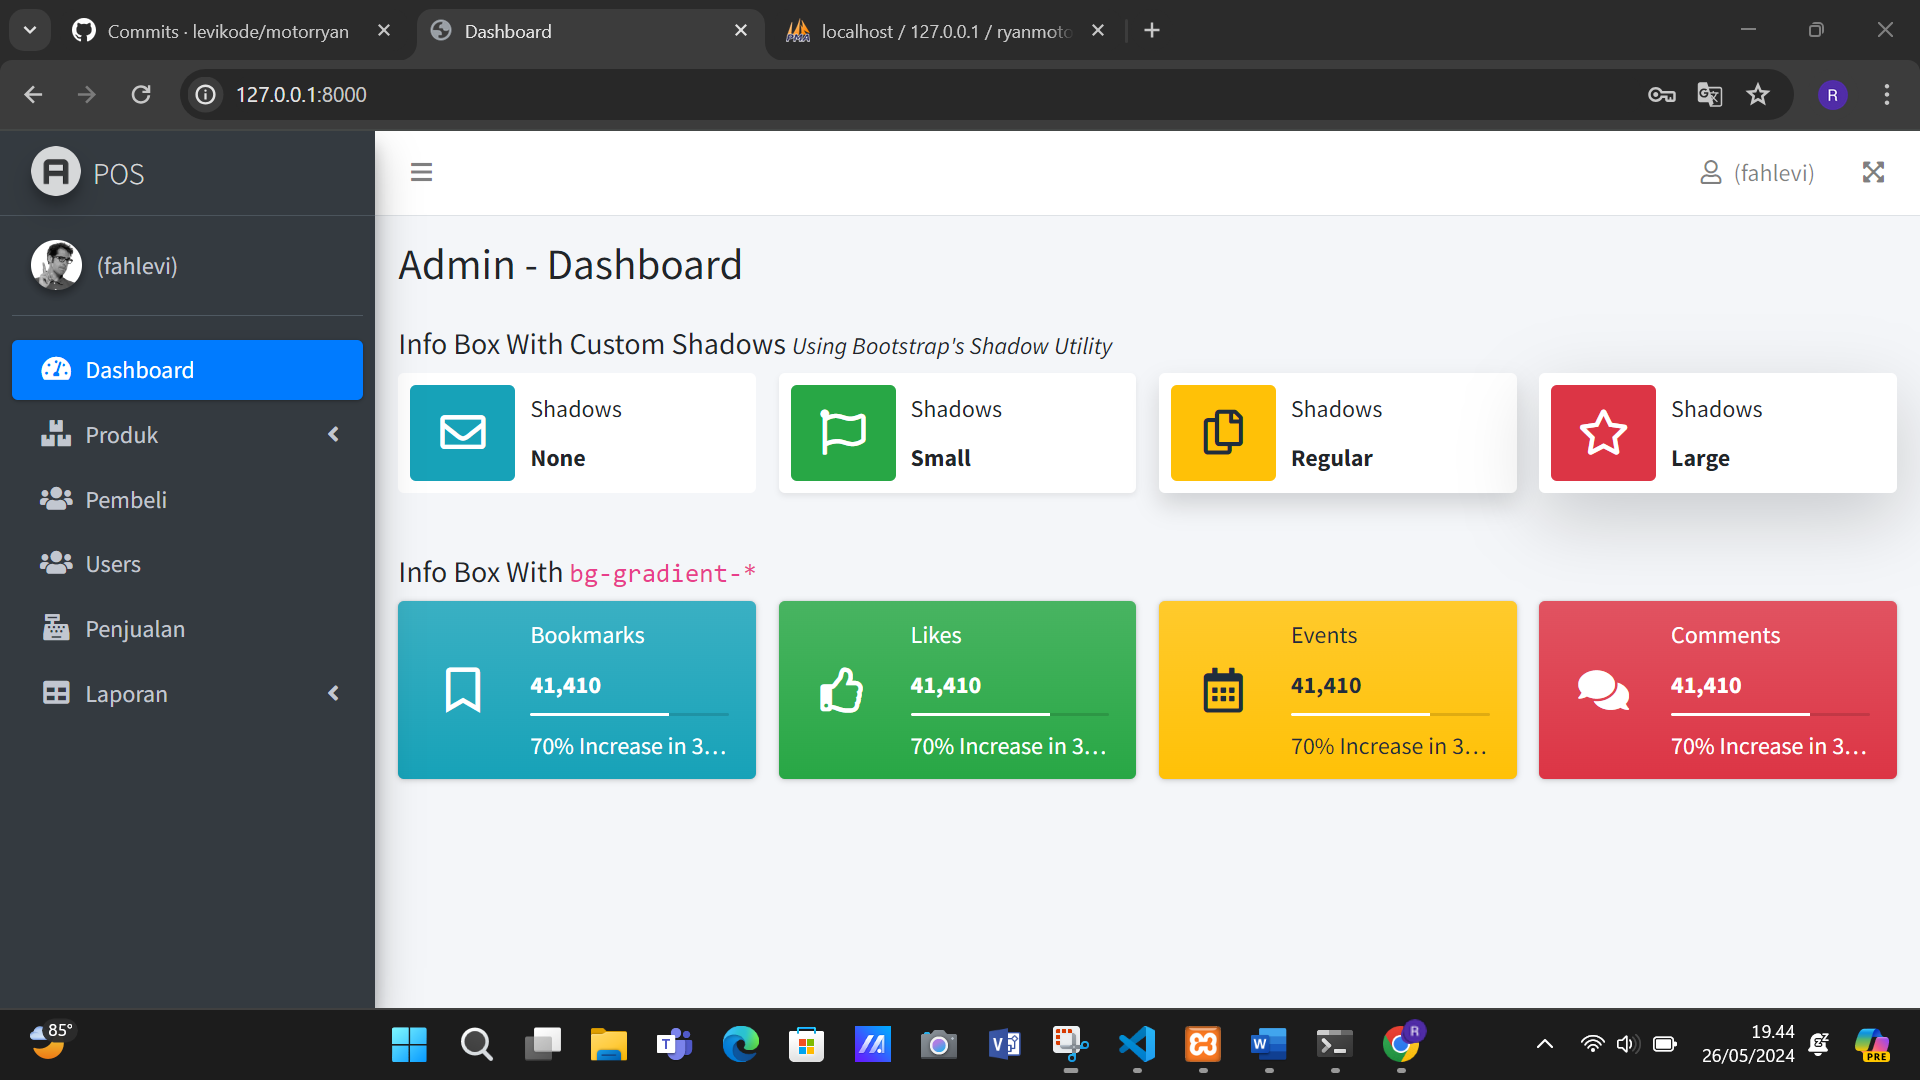 Commits · levikode/motorryan
Dashboard
localhost / 127.0.0.1 / ryanmoto
127.0.0.1:8000
R
A POS
(fahlevi)
(fahlevi)
Dashboard
Produk
Pembeli
Users
Penjualan
Laporan
Admin - Dashboard
Info Box With Custom Shadows Using Bootstrap's Shadow Utility
Shadows
None
Shadows
Small
Shadows
Regular
Shadows
Large
Info Box With bg-gradient-*
Bookmarks
41,410
70% Increase in 3...
Likes
41,410
70% Increase in 3...
Events
41,410
70% Increase in 3...
Comments
41,410
70% Increase in 3...
85°
R
19.44
26/05/2024
PRE